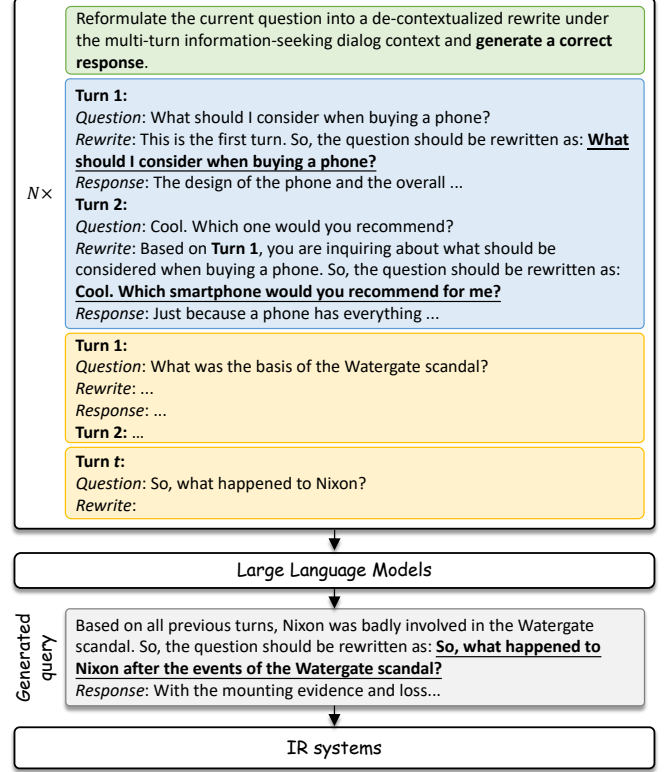 Reformulate the current question into a de-contextualized rewrite under
the multi-turn information-seeking dialog context and generate a correct
response.
N×
Turn 1:
Question: What should I consider when buying a phone?
Rewrite: This is the first turn. So, the question should be rewritten as: What
should I consider when buying a phone?
Response: The design of the phone and the overall ...
Turn 2:
Question: Cool. Which one would you recommend?
Rewrite: Based on Turn 1, you are inquiring about what should be
considered when buying a phone. So, the question should be rewritten as:
Cool. Which smartphone would you recommend for me?
Response: Just because a phone has everything ...
Turn 1:
Question: What was the basis of the Watergate scandal?
Rewrite: ...
Response: ...
Turn 2: ...
Turn t:
Question: So, what happened to Nixon?
Rewrite:
Large Language Models
Generated
query
Based on all previous turns, Nixon was badly involved in the Watergate
scandal. So, the question should be rewritten as: So, what happened to
Nixon after the events of the Watergate scandal?
Response: With the mounting evidence and loss...
IR systems